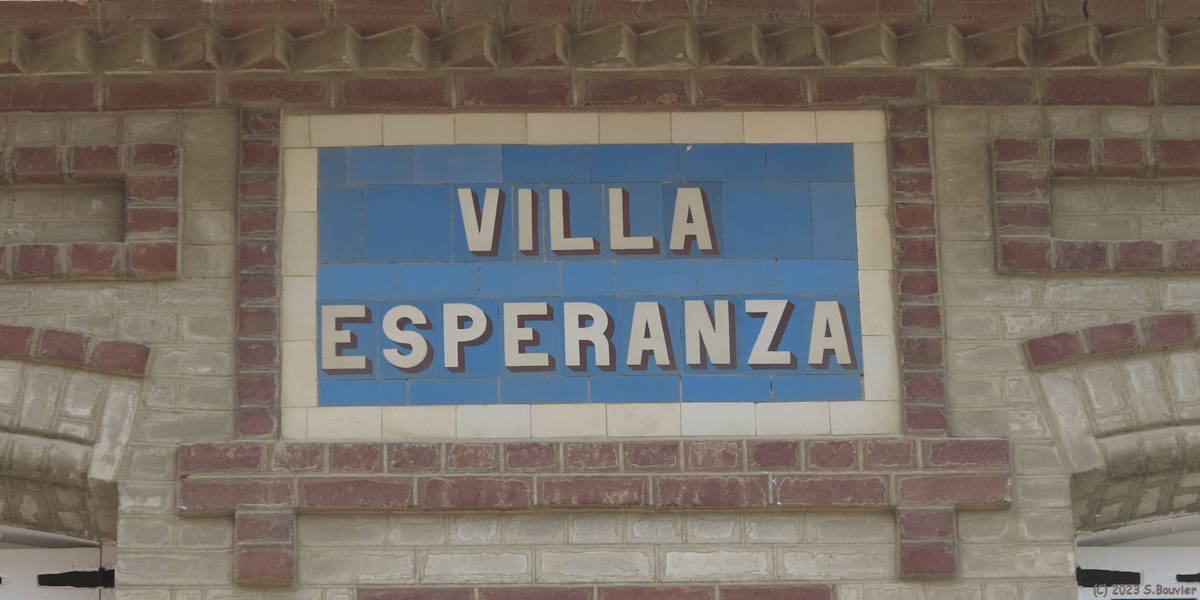 VILLA
ESPERANZA
(C) 2023 S.Bouvier